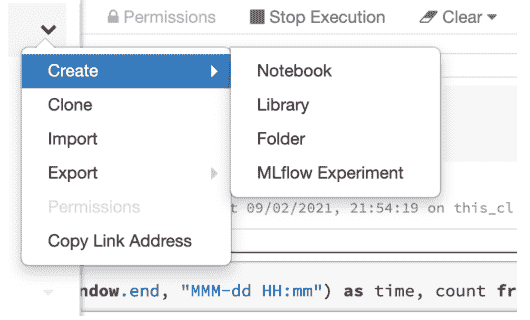 Permissions Stop Execution Clear
Create Notebook
Clone Library
Import Folder
Export MLflow Experiment
Permissions t 09/02/2021, 21:54:19 on this_cl
Copy Link Address
ndow.end, "MMM-dd HH:mm") as time, count fr